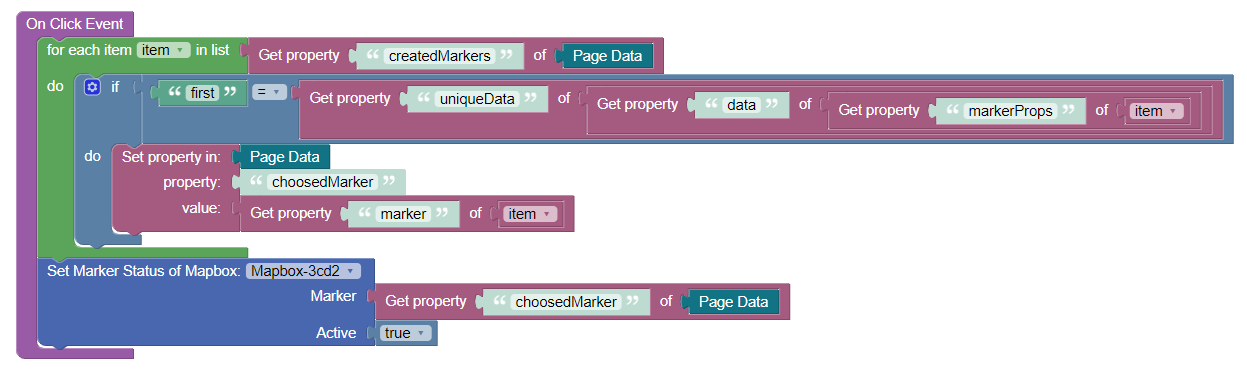 On Click Event
for each item item in list Get property “ createdMarkers ” of Page Data
do if “ first ” = Get property “ uniqueData ” of Get property “ data ” of Get property “ markerProps ” of item
do Set property in: Page Data
property: “ choosedMarker ”
value: Get property “ marker ” of item
Set Marker Status of Mapbox: Mapbox-3cd2
Marker Get property “ choosedMarker ” of Page Data
Active true